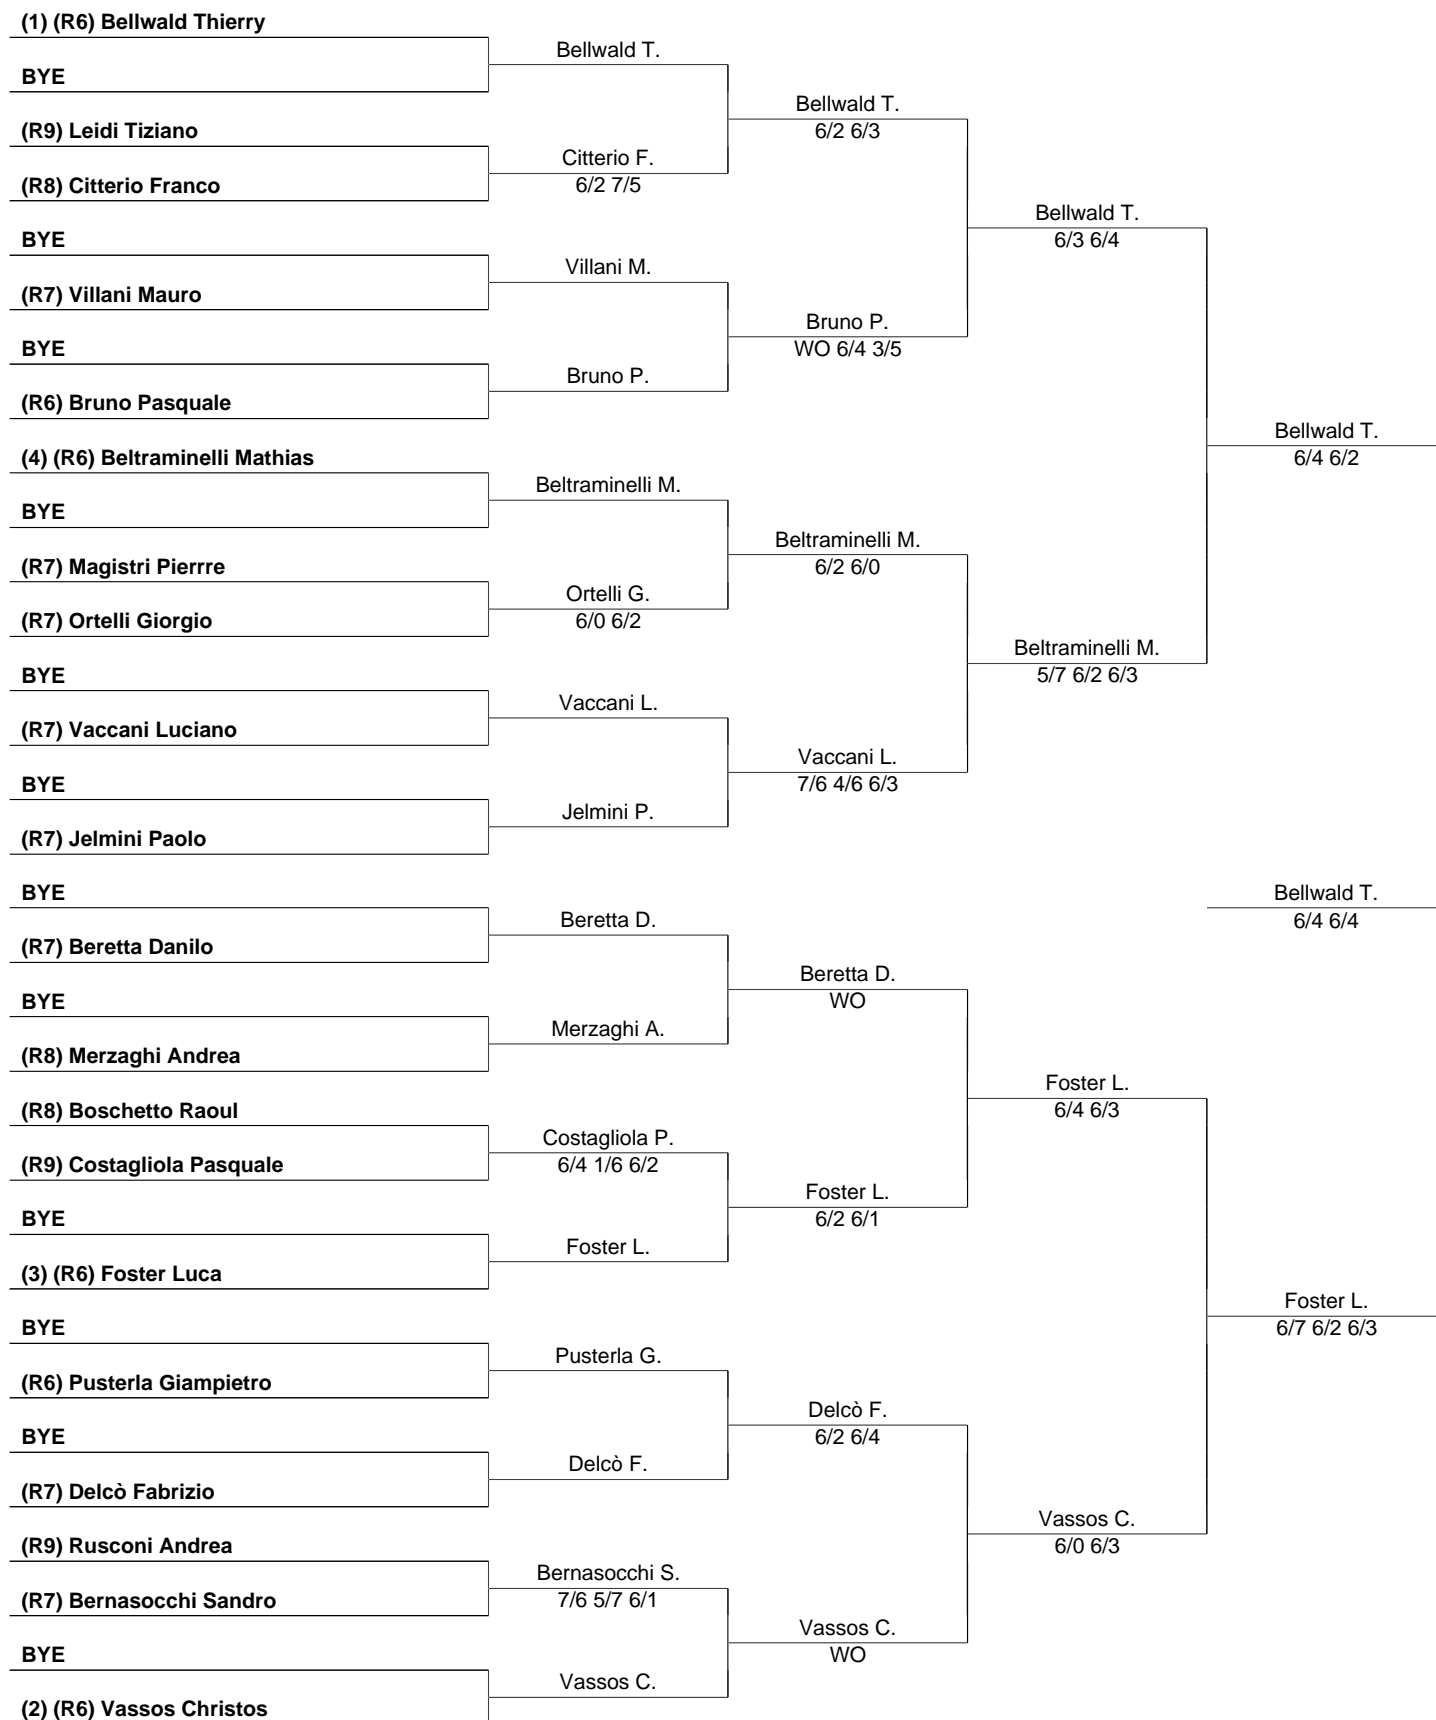 (1) (R6) Bellwald Thierry
Bellwald T.
BYE
Bellwald T.
6/2 6/3
(R9) Leidi Tiziano
Citterio F.
6/2 7/5
(R8) Citterio Franco
Bellwald T.
6/3 6/4
BYE
Villani M.
(R7) Villani Mauro
Bruno P.
WO 6/4 3/5
BYE
Bruno P.
(R6) Bruno Pasquale
Bellwald T.
6/4 6/2
(4) (R6) Beltraminelli Mathias
Beltraminelli M.
BYE
Beltraminelli M.
6/2 6/0
(R7) Magistri Pierrre
Ortelli G.
6/0 6/2
(R7) Ortelli Giorgio
Beltraminelli M.
5/7 6/2 6/3
BYE
Vaccani L.
(R7) Vaccani Luciano
Vaccani L.
7/6 4/6 6/3
BYE
Jelmini P.
(R7) Jelmini Paolo
BYE
Bellwald T.
6/4 6/4
Beretta D.
(R7) Beretta Danilo
Beretta D.
WO
BYE
Merzaghi A.
(R8) Merzaghi Andrea
Foster L.
6/4 6/3
(R8) Boschetto Raoul
Costagliola P.
6/4 1/6 6/2
(R9) Costagliola Pasquale
Foster L.
6/2 6/1
BYE
Foster L.
(3) (R6) Foster Luca
Foster L.
6/7 6/2 6/3
BYE
Pusterla G.
(R6) Pusterla Giampietro
Delcò F.
6/2 6/4
BYE
Delcò F.
(R7) Delcò Fabrizio
Vassos C.
6/0 6/3
(R9) Rusconi Andrea
Bernasocchi S.
7/6 5/7 6/1
(R7) Bernasocchi Sandro
Vassos C.
WO
BYE
Vassos C.
(2) (R6) Vassos Christos